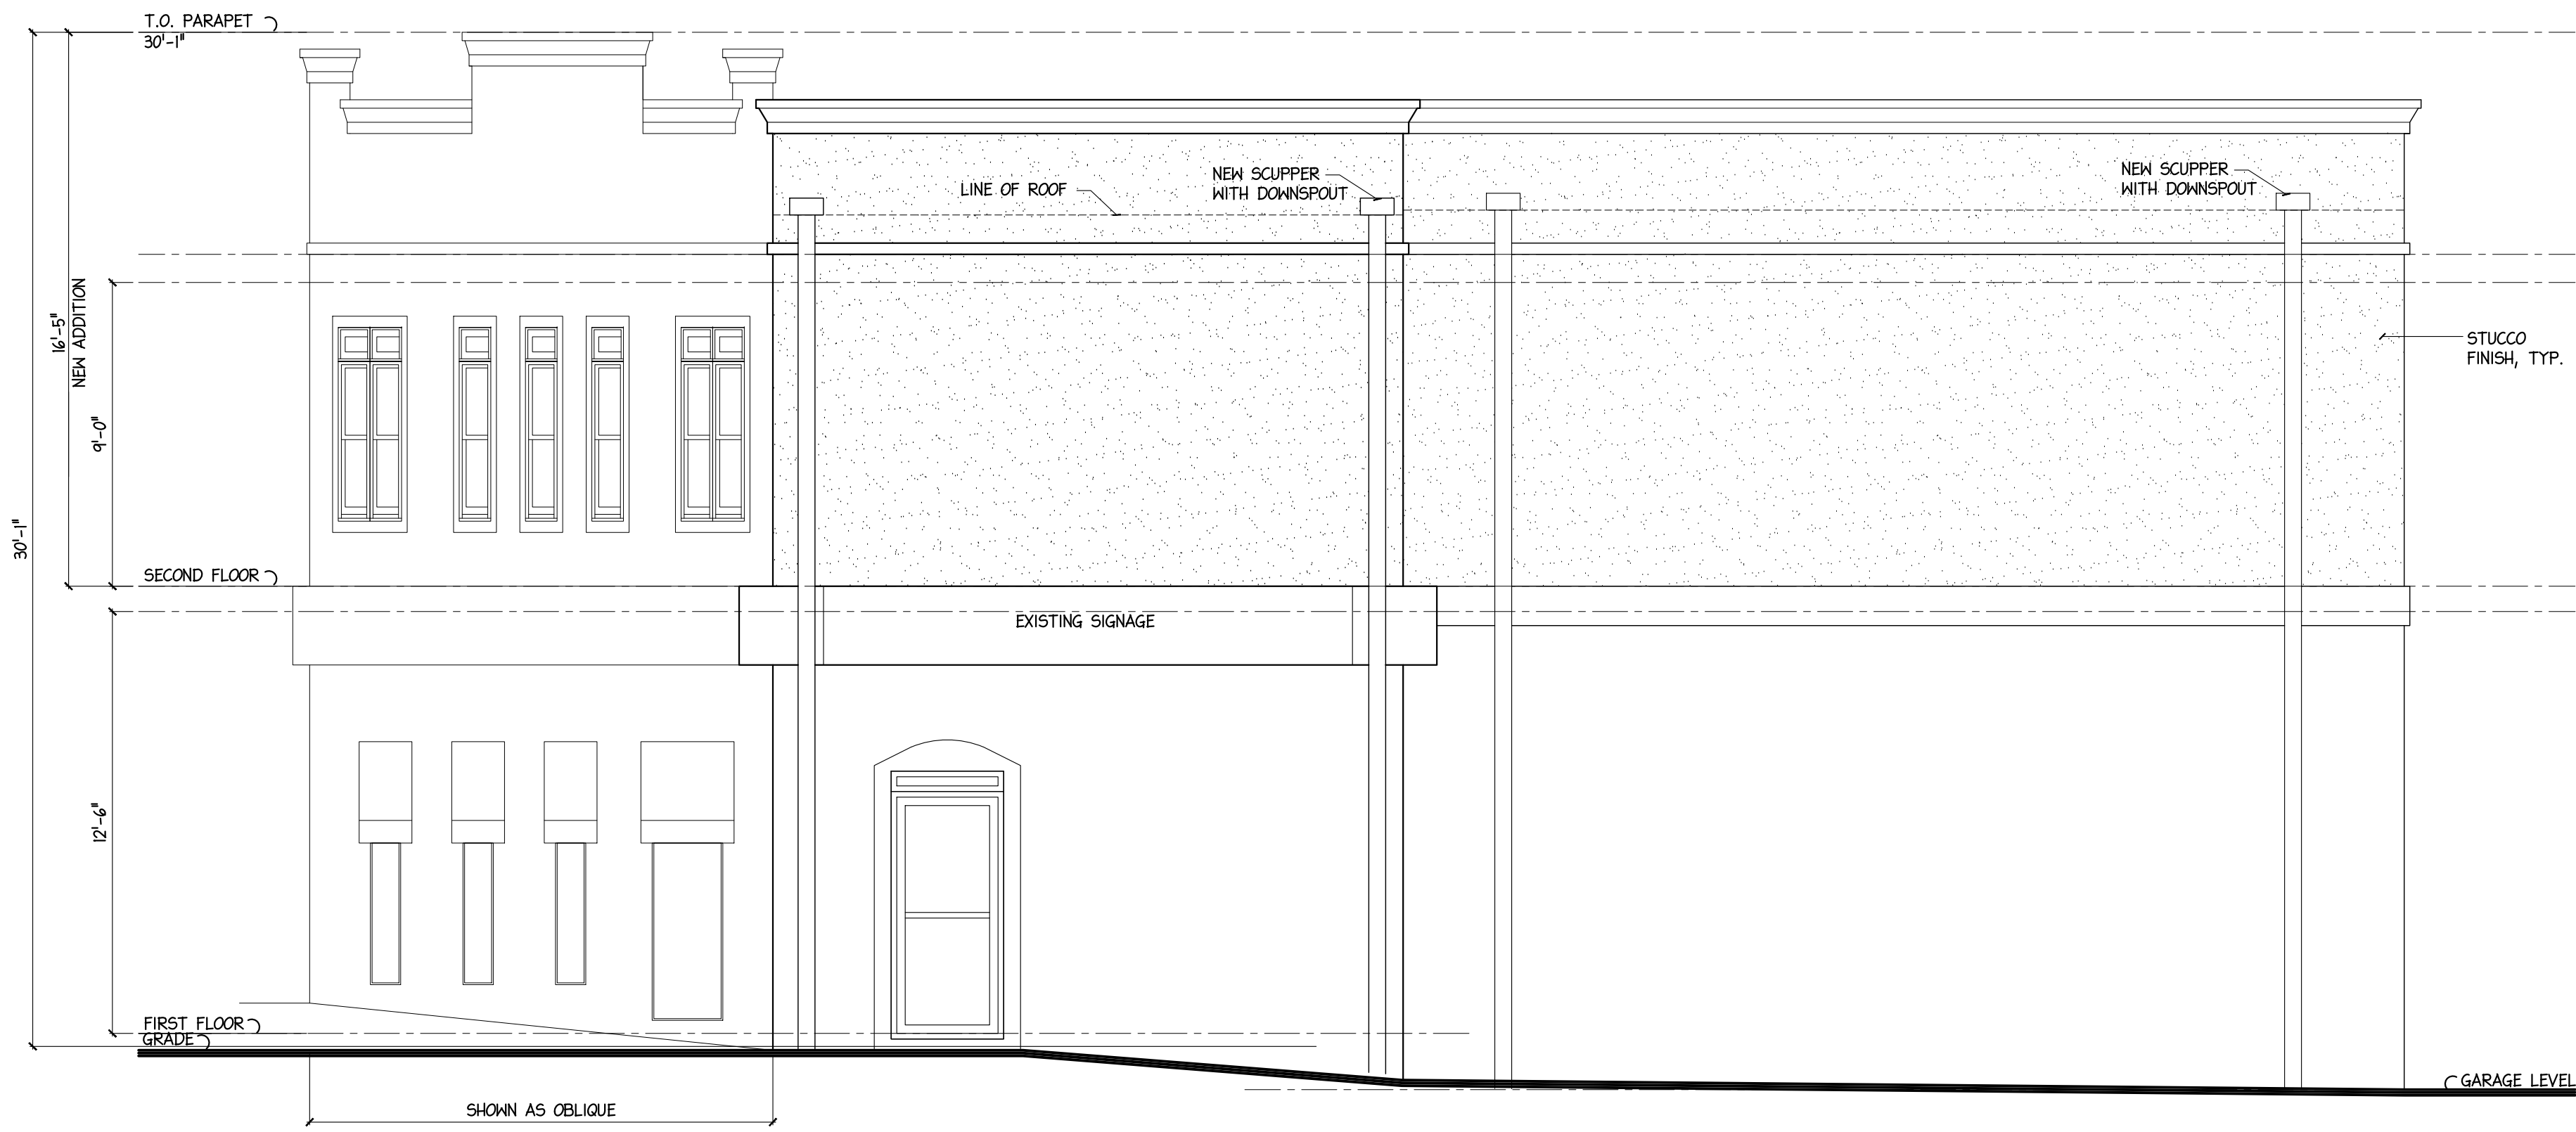 T.O. PARAPET
30'-1"
NEW SCUPPER
WITH DOWNSPOUT
LINE OF ROOF
NEW SCUPPER
WITH DOWNSPOUT
16'-5"
NEW ADDITION
STUCCO
FINISH, TYP.
9'-0"
30'-1"
SECOND FLOOR
EXISTING SIGNAGE
12'-6"
FIRST FLOOR
GRADE
GARAGE LEVEL
SHOWN AS OBLIQUE